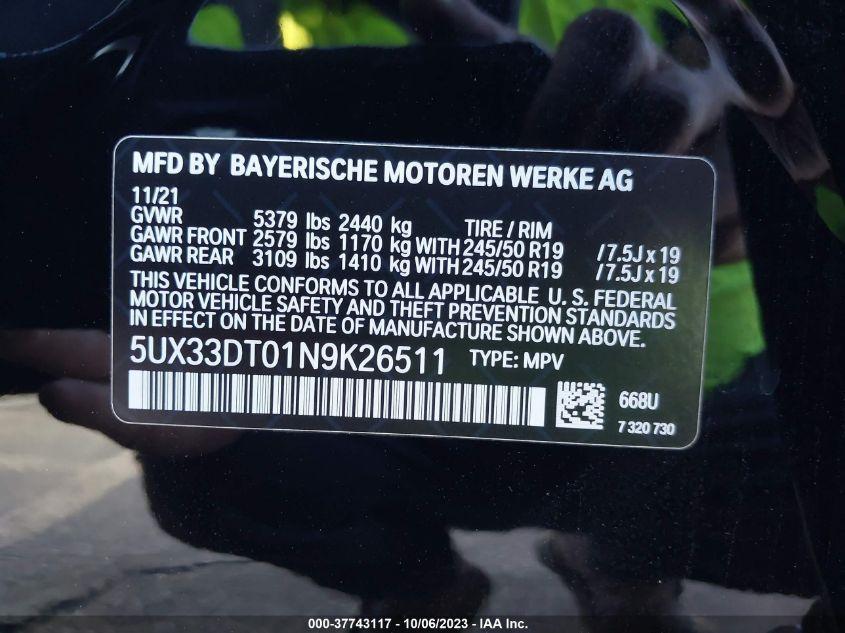 MFD BY BAYERISCHE MOTOREN WERKE AG
11/21
GVWR 5379 lbs 2440 kg TIRE / RIM
GAWR FRONT 2579 lbs 1170 kg WITH 245/50 R19 / 7.5J x 19
GAWR REAR 3109 lbs 1410 kg WITH 245/50 R19 / 7.5J x 19
THIS VEHICLE CONFORMS TO ALL APPLICABLE U. S. FEDERAL
MOTOR VEHICLE SAFETY AND THEFT PREVENTION STANDARDS
IN EFFECT ON THE DATE OF MANUFACTURE SHOWN ABOVE.
5UX33DT01N9K26511 TYPE: MPV
668U
7 320 730
000-37743117 - 10/06/2023 - IAA Inc.